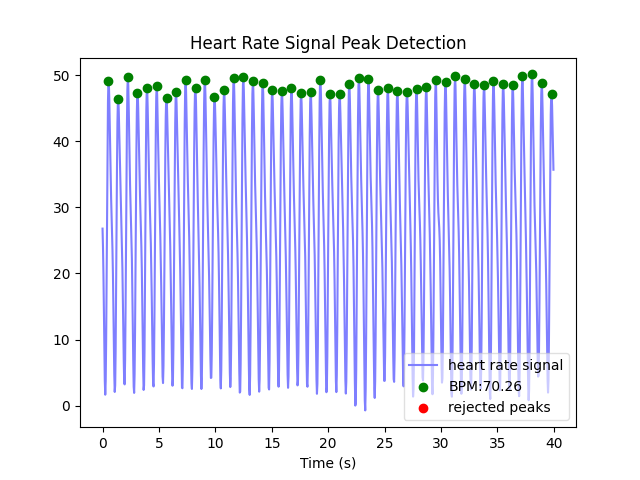 Heart Rate Signal Peak Detection
50
40
30
20
10
0
heart rate signal
BPM:70.26
rejected peaks
0 5 10 15 20 25 30 35 40
Time (s)